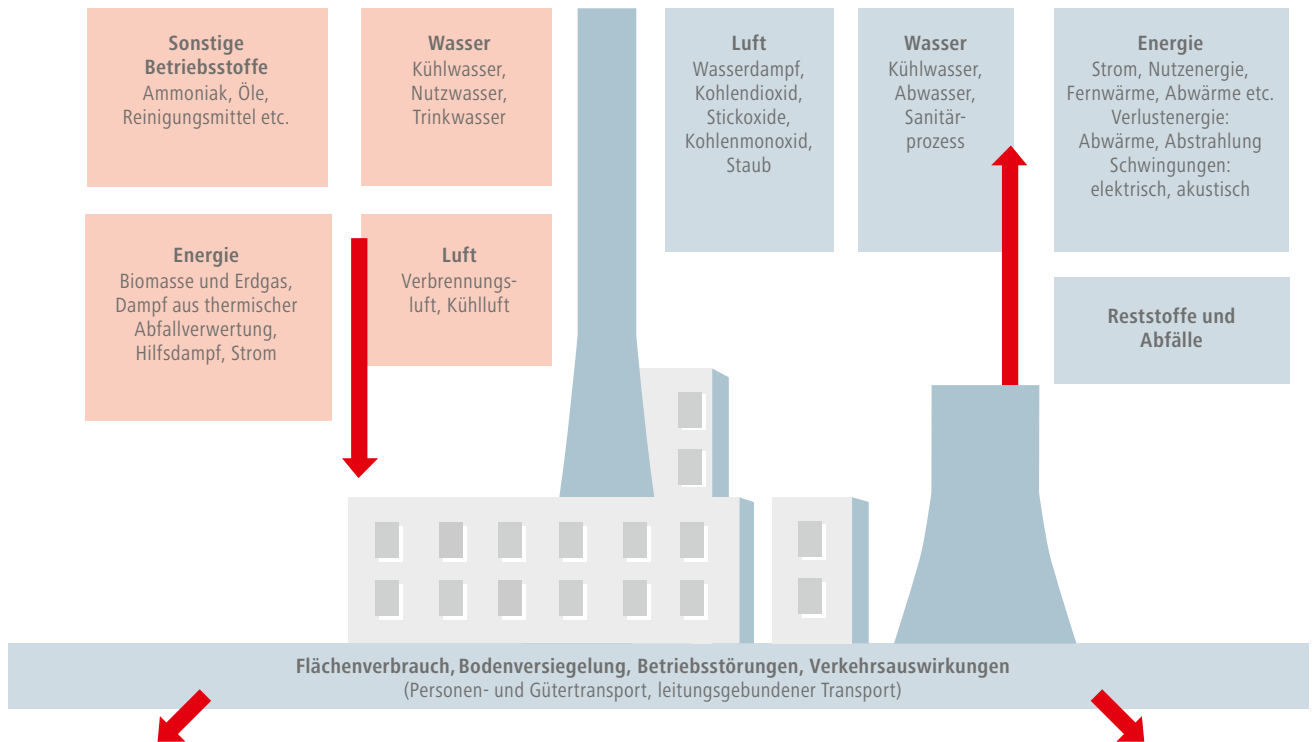 Sonstige
Betriebsstoffe
Ammoniak, Öle,
Reinigungsmittel etc.
Wasser
Kühlwasser,
Nutzwasser,
Trinkwasser
Luft
Wasserdampf,
Kohlendioxid,
Stickoxide,
Kohlenmonoxid,
Staub
Wasser
Kühlwasser,
Abwasser,
Sanitär-
prozess
Energie
Strom, Nutzenergie,
Fernwärme, Abwärme etc.
Verlustenergie:
Abwärme, Abstrahlung
Schwingungen:
elektrisch, akustisch
Energie
Biomasse und Erdgas,
Dampf aus thermischer
Abfallverwertung,
Hilfsdampf, Strom
Luft
Verbrennungs-
luft, Kühlluft
Reststoffe und
Abfälle
Flächenverbrauch, Bodenversiegelung, Betriebsstörungen, Verkehrsauswirkungen
(Personen- und Gütertransport, leitungsgebundener Transport)